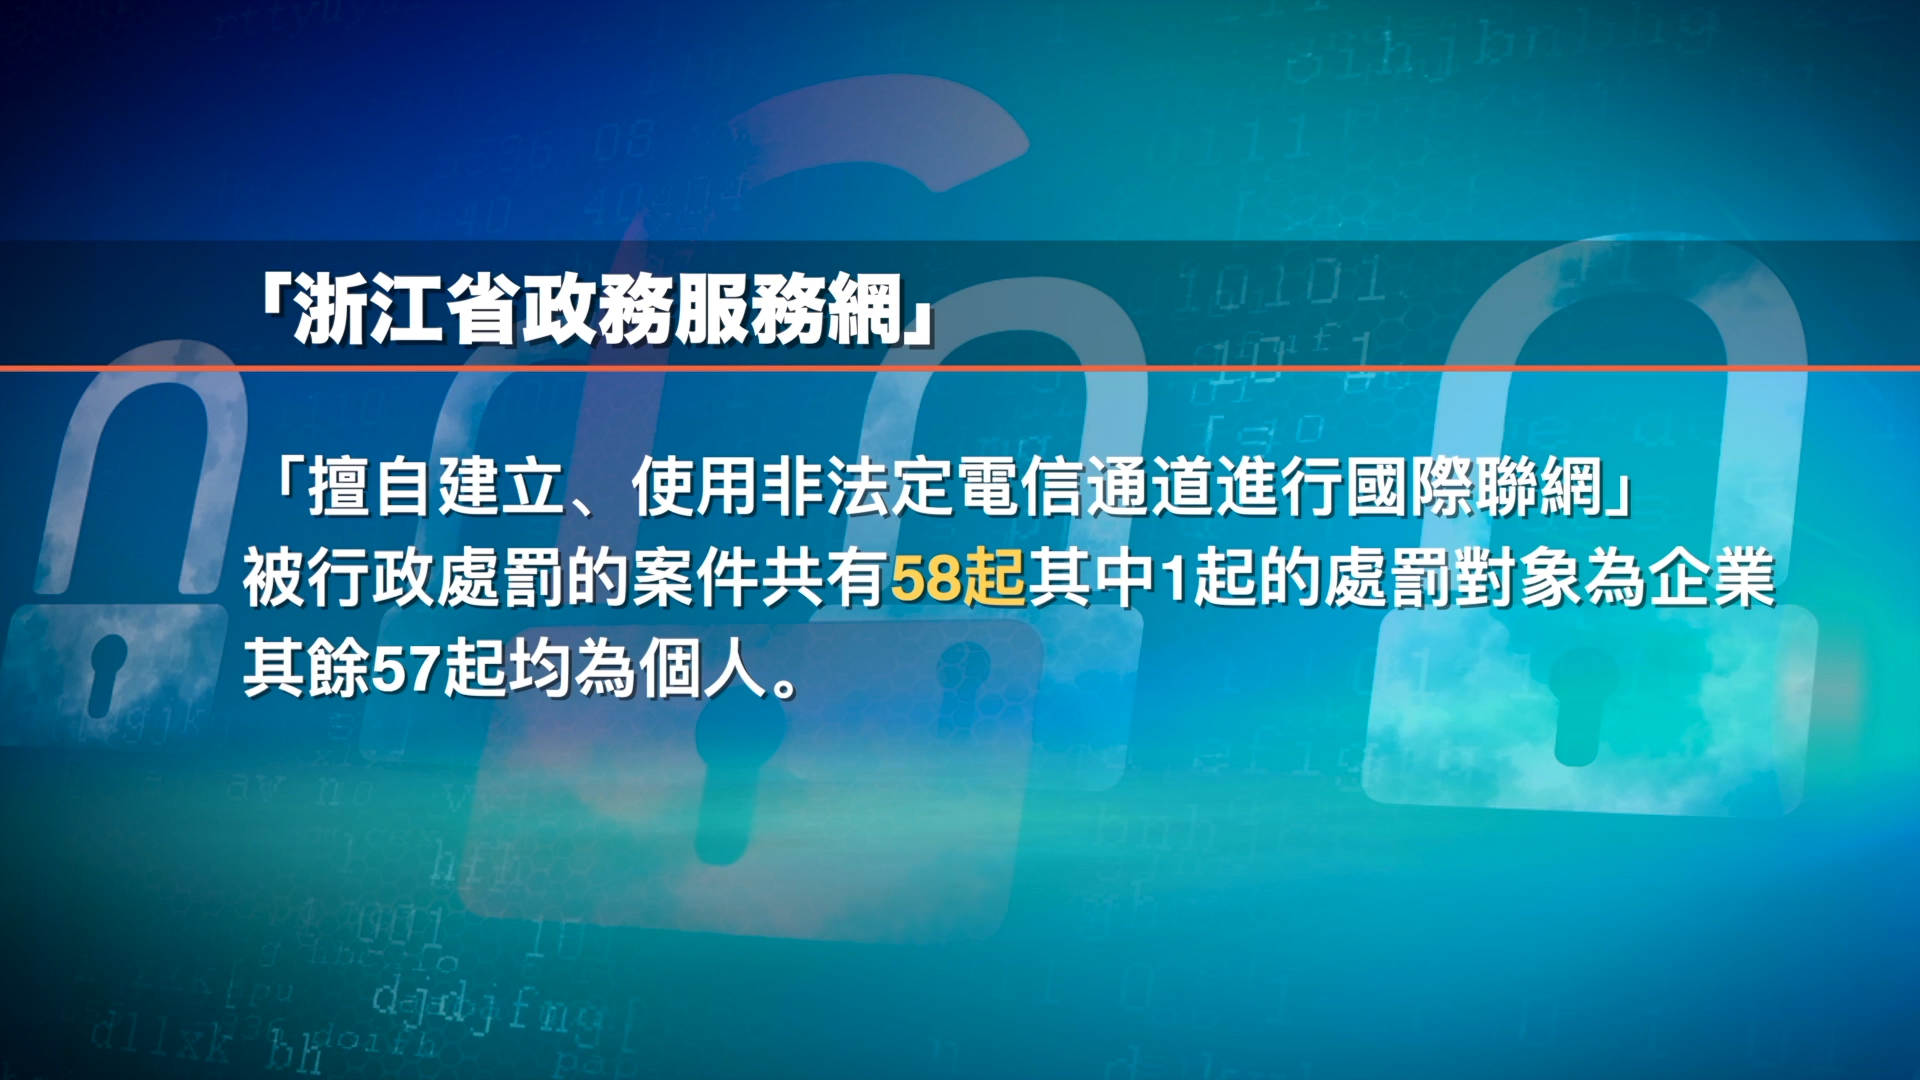 「浙江省政務服務網」
「擅自建立、使用非法定電信通道進行國際聯網」
被行政處罰的案件共有58起其中1起的處罰對象為企業
其餘57起均為個人。